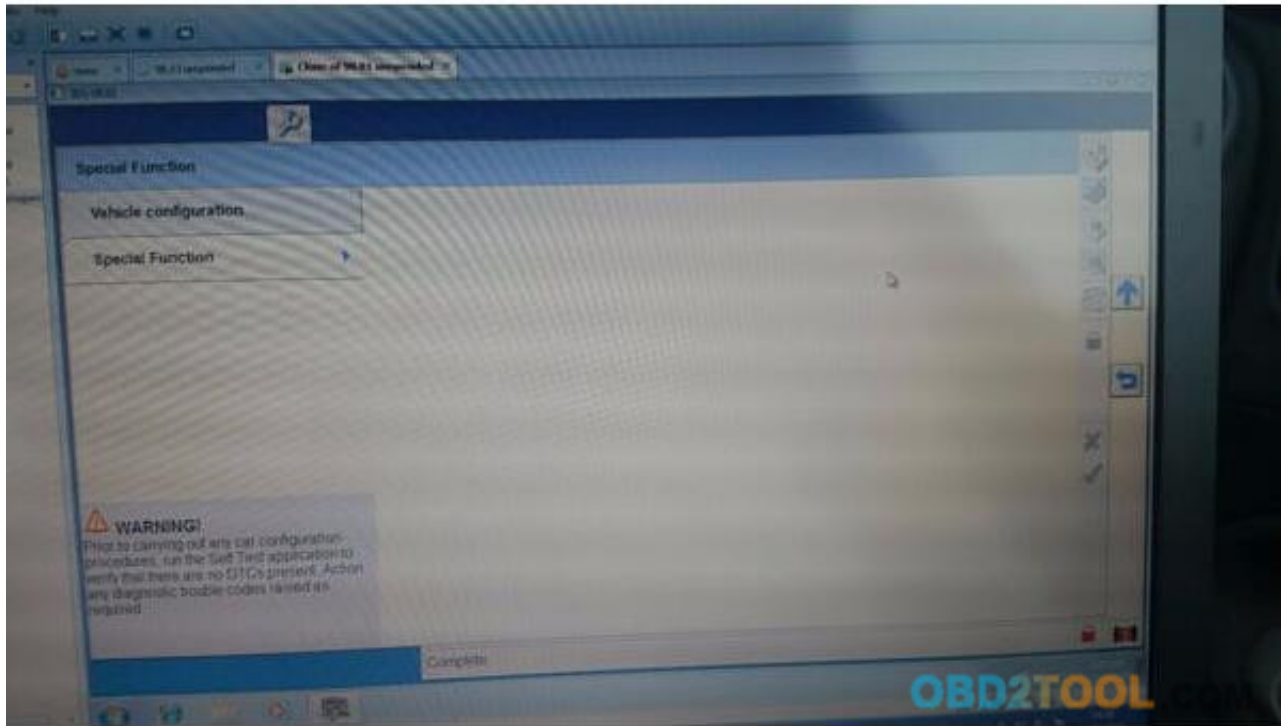 Special Function
Vehicle configuration
Special Function
WARNING!
Prior to carrying out any car configuration
procedures, run the Self Test application to
verify that there are no DTCs present. Action
any diagnostic trouble codes raised as
required
Complete
OBD2TOOL.COM